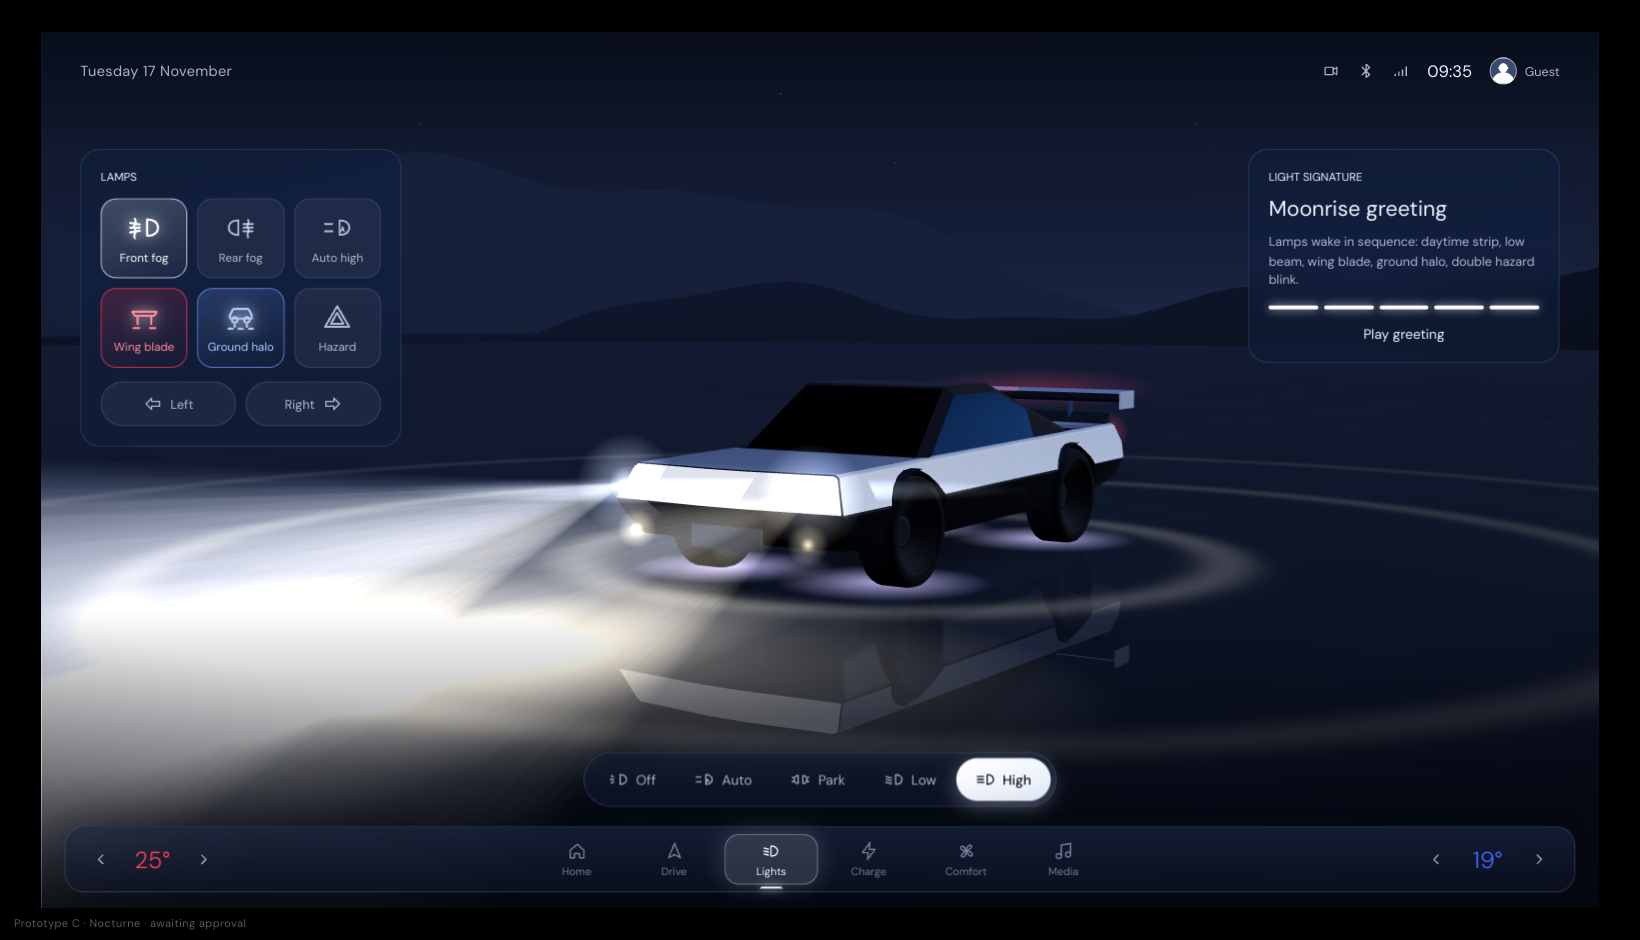 Tuesday 17 November
09:35
Guest
LAMPS
Front fog
Rear fog
Auto high
Wing blade
Ground halo
Hazard
Left
Right
LIGHT SIGNATURE
Moonrise greeting
Lamps wake in sequence: daytime strip, low
beam, wing blade, ground halo, double hazard
blink.
Play greeting
Off
Auto
Park
Low
High
25°
Home
Drive
Lights
Charge
Comfort
Media
19°
Prototype C · Nocturne · awaiting approval